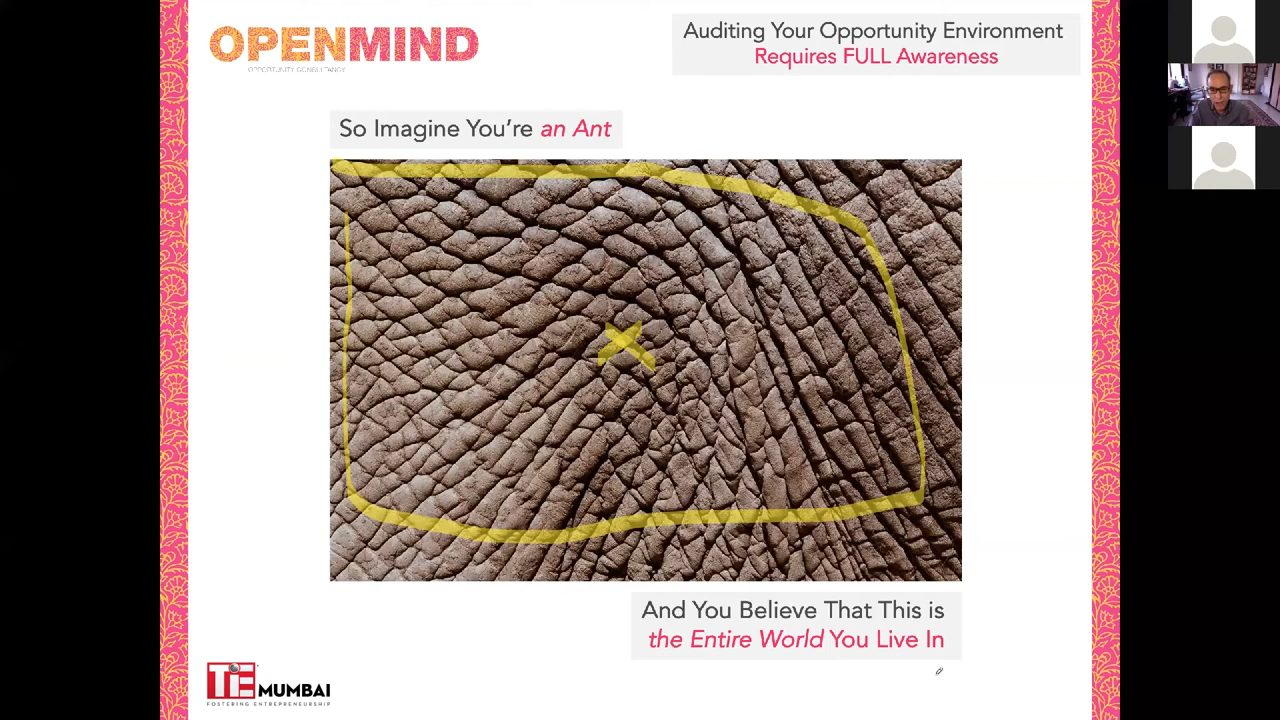 OPENMIND
OPPORTUNITY CONSULTANCY
Auditing Your Opportunity Environment
Requires FULL Awareness
So Imagine You're an Ant
And You Believe That This is
the Entire World You Live In
TiE MUMBAI
FOSTERING ENTREPRENEURSHIP